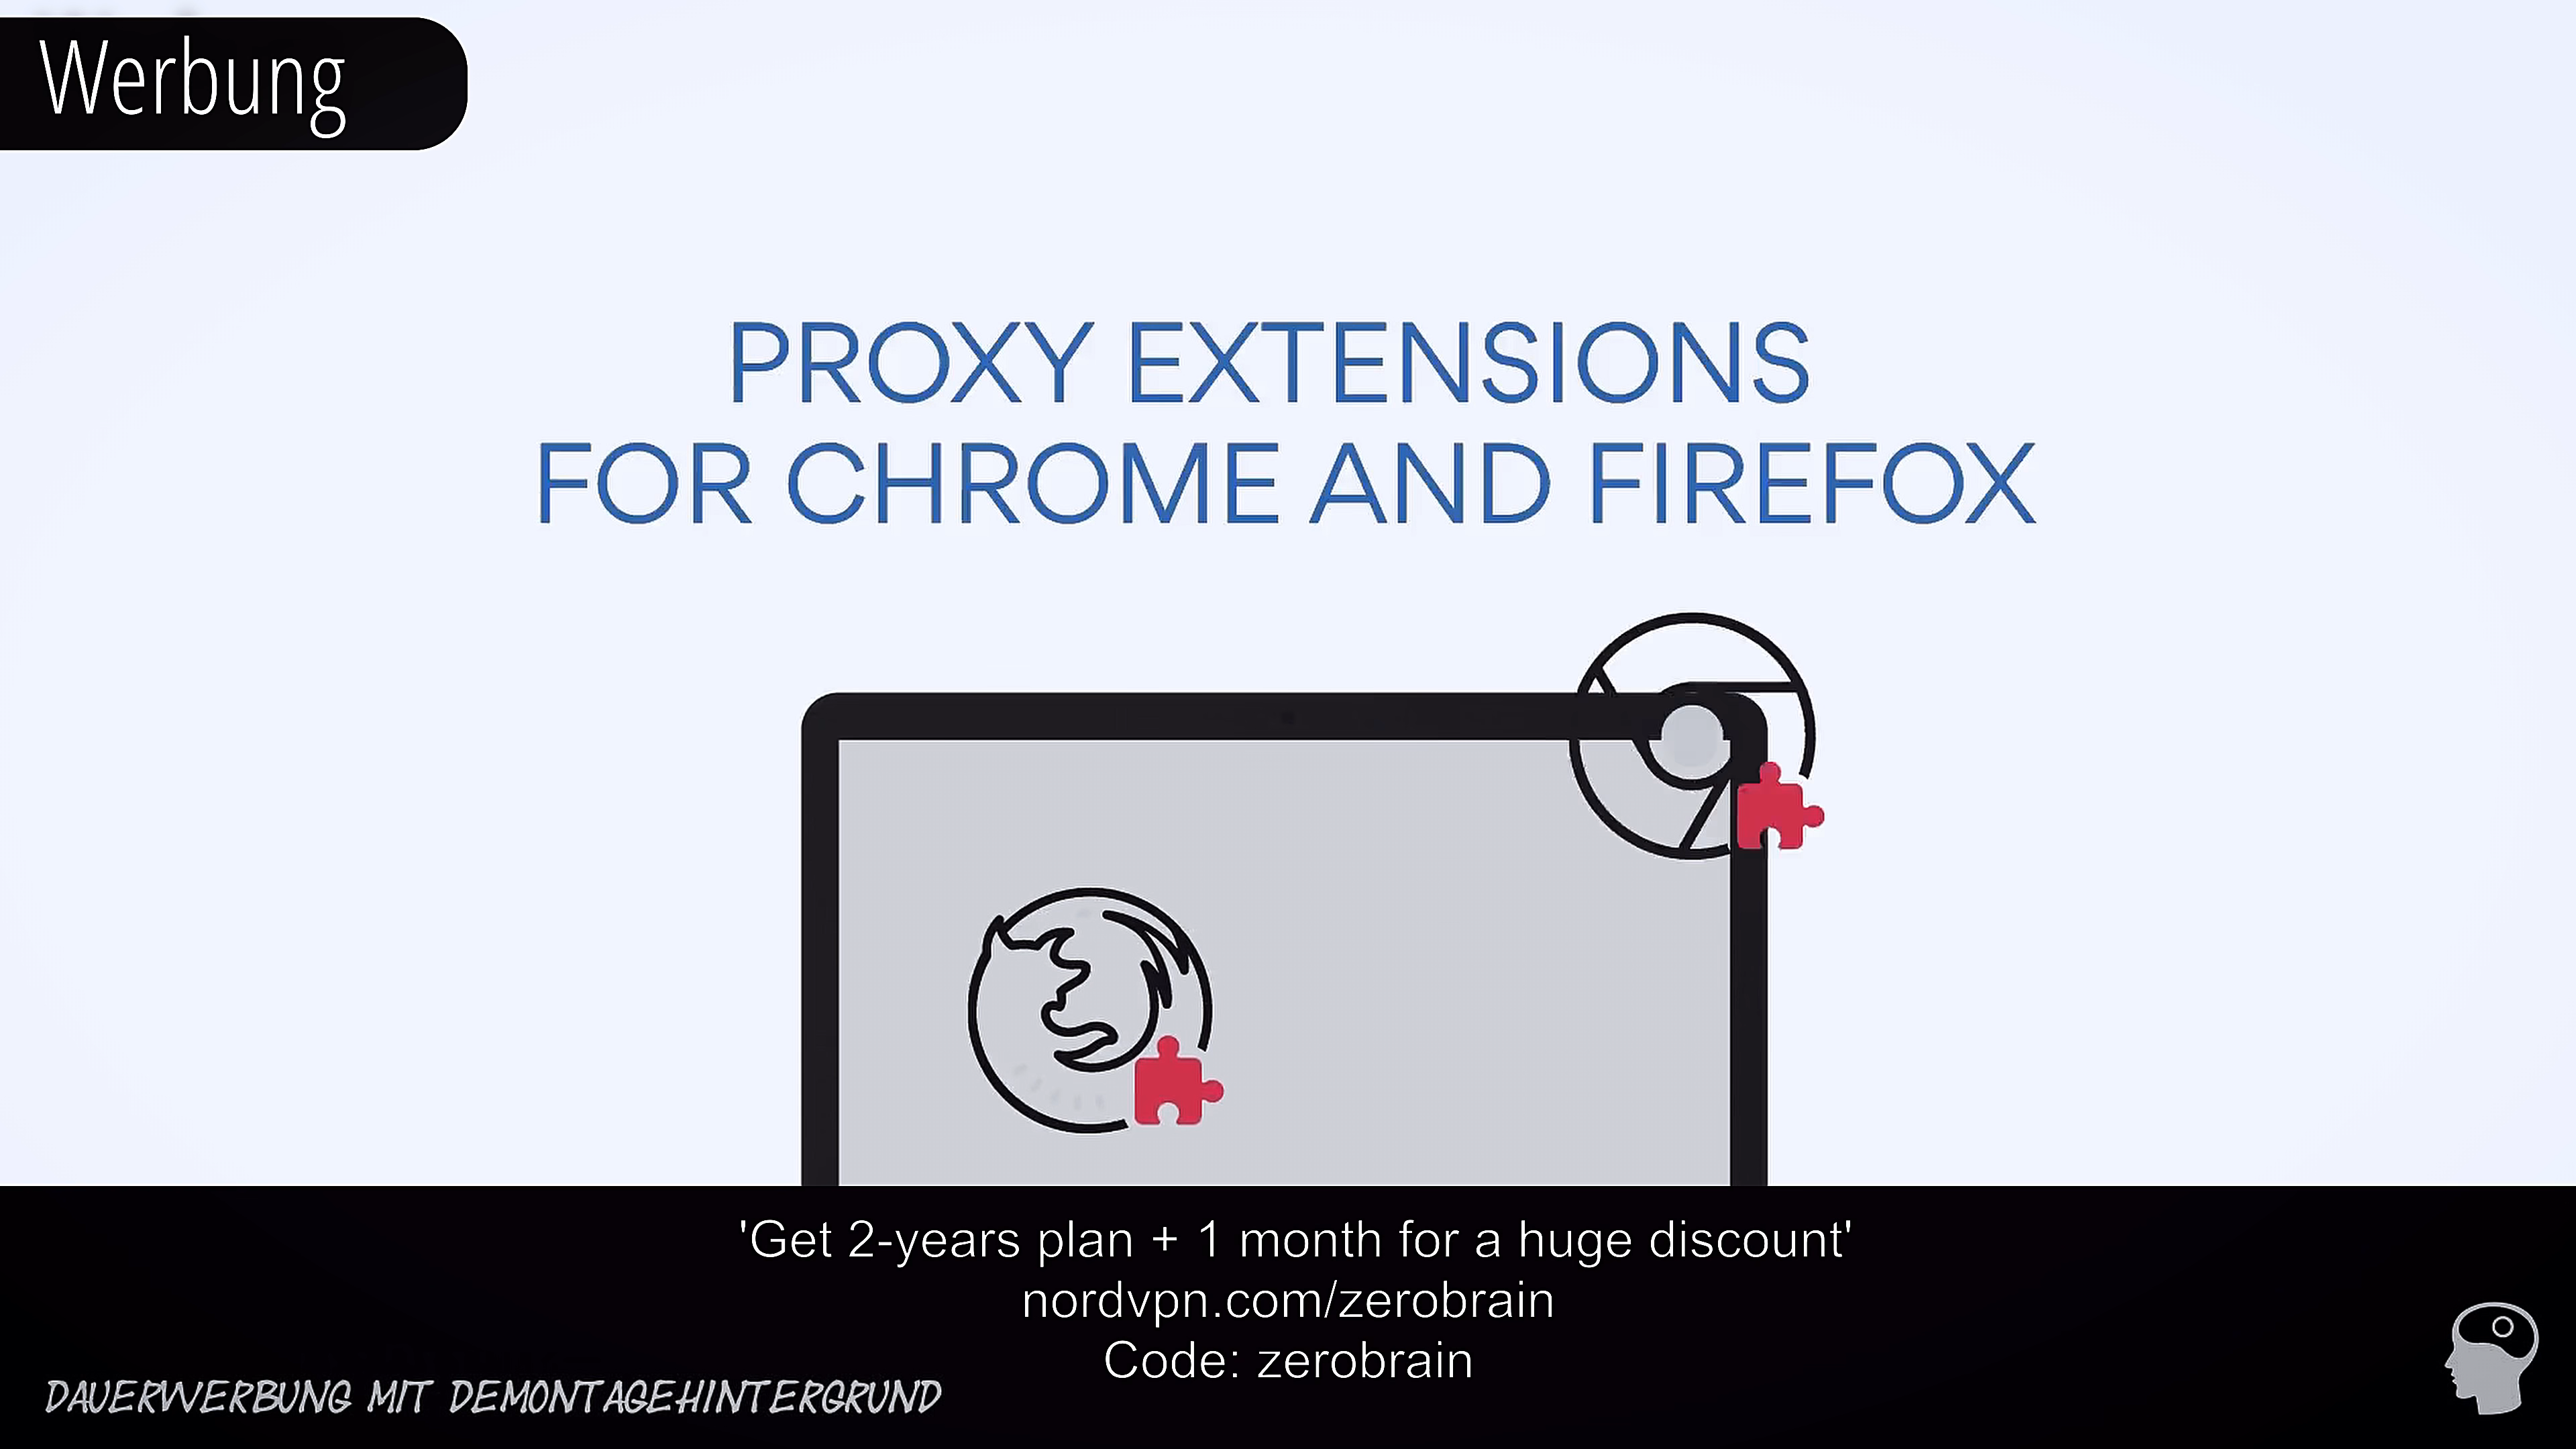 Werbung
PROXY EXTENSIONS
FOR CHROME AND FIREFOX
'Get 2-years plan + 1 month for a huge discount'
nordvpn.com/zerobrain
Code: zerobrain
DAUERWERBUNG MIT DEMONTAGEHINTERGRUND